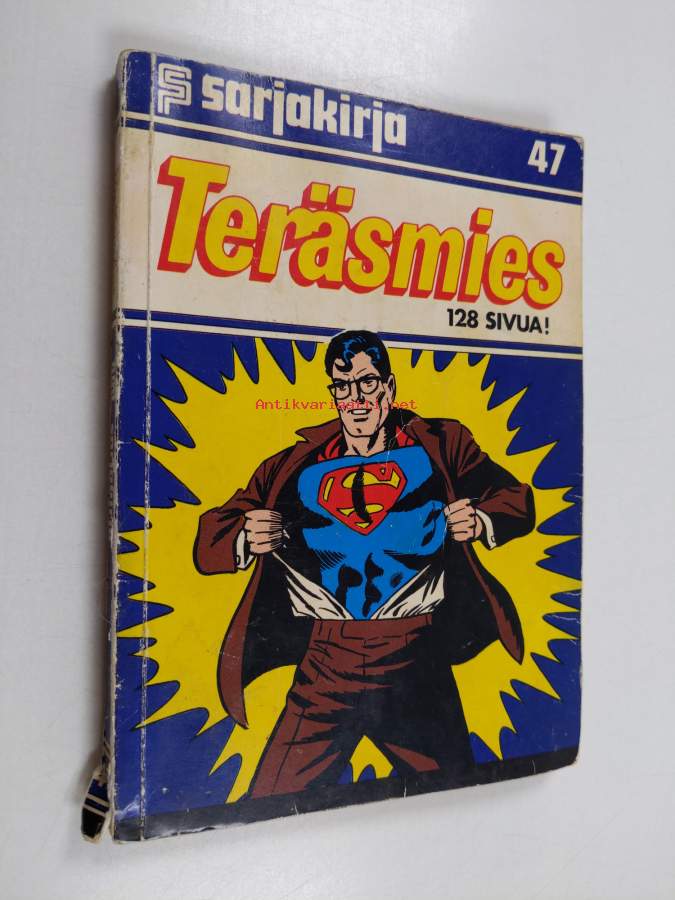 sarjakirja
47
Teräsmies
128 SIVUA!
Antikvariaatti.net
S